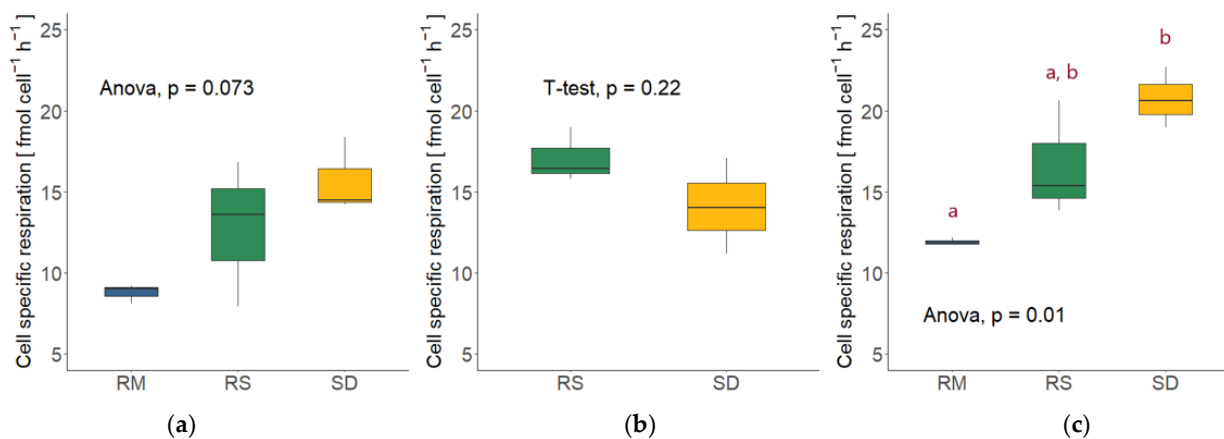 Cell specific respiration [ fmol cell⁻¹ h⁻¹ ]
25
20
15
10
5
Anova, p = 0.073
RM RS SD
(a)
Cell specific respiration [ fmol cell⁻¹ h⁻¹ ]
25
20
15
10
5
T-test, p = 0.22
RS SD
(b)
Cell specific respiration [ fmol cell⁻¹ h⁻¹ ]
25
20
15
10
5
b
a, b
a
Anova, p = 0.01
RM RS SD
(c)